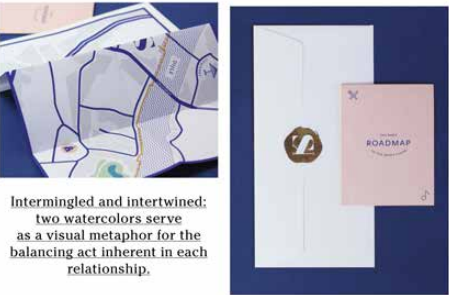 Intermingled and intertwined:
two watercolors serve
as a visual metaphor for the
balancing act inherent in each
relationship.
ROADMAP